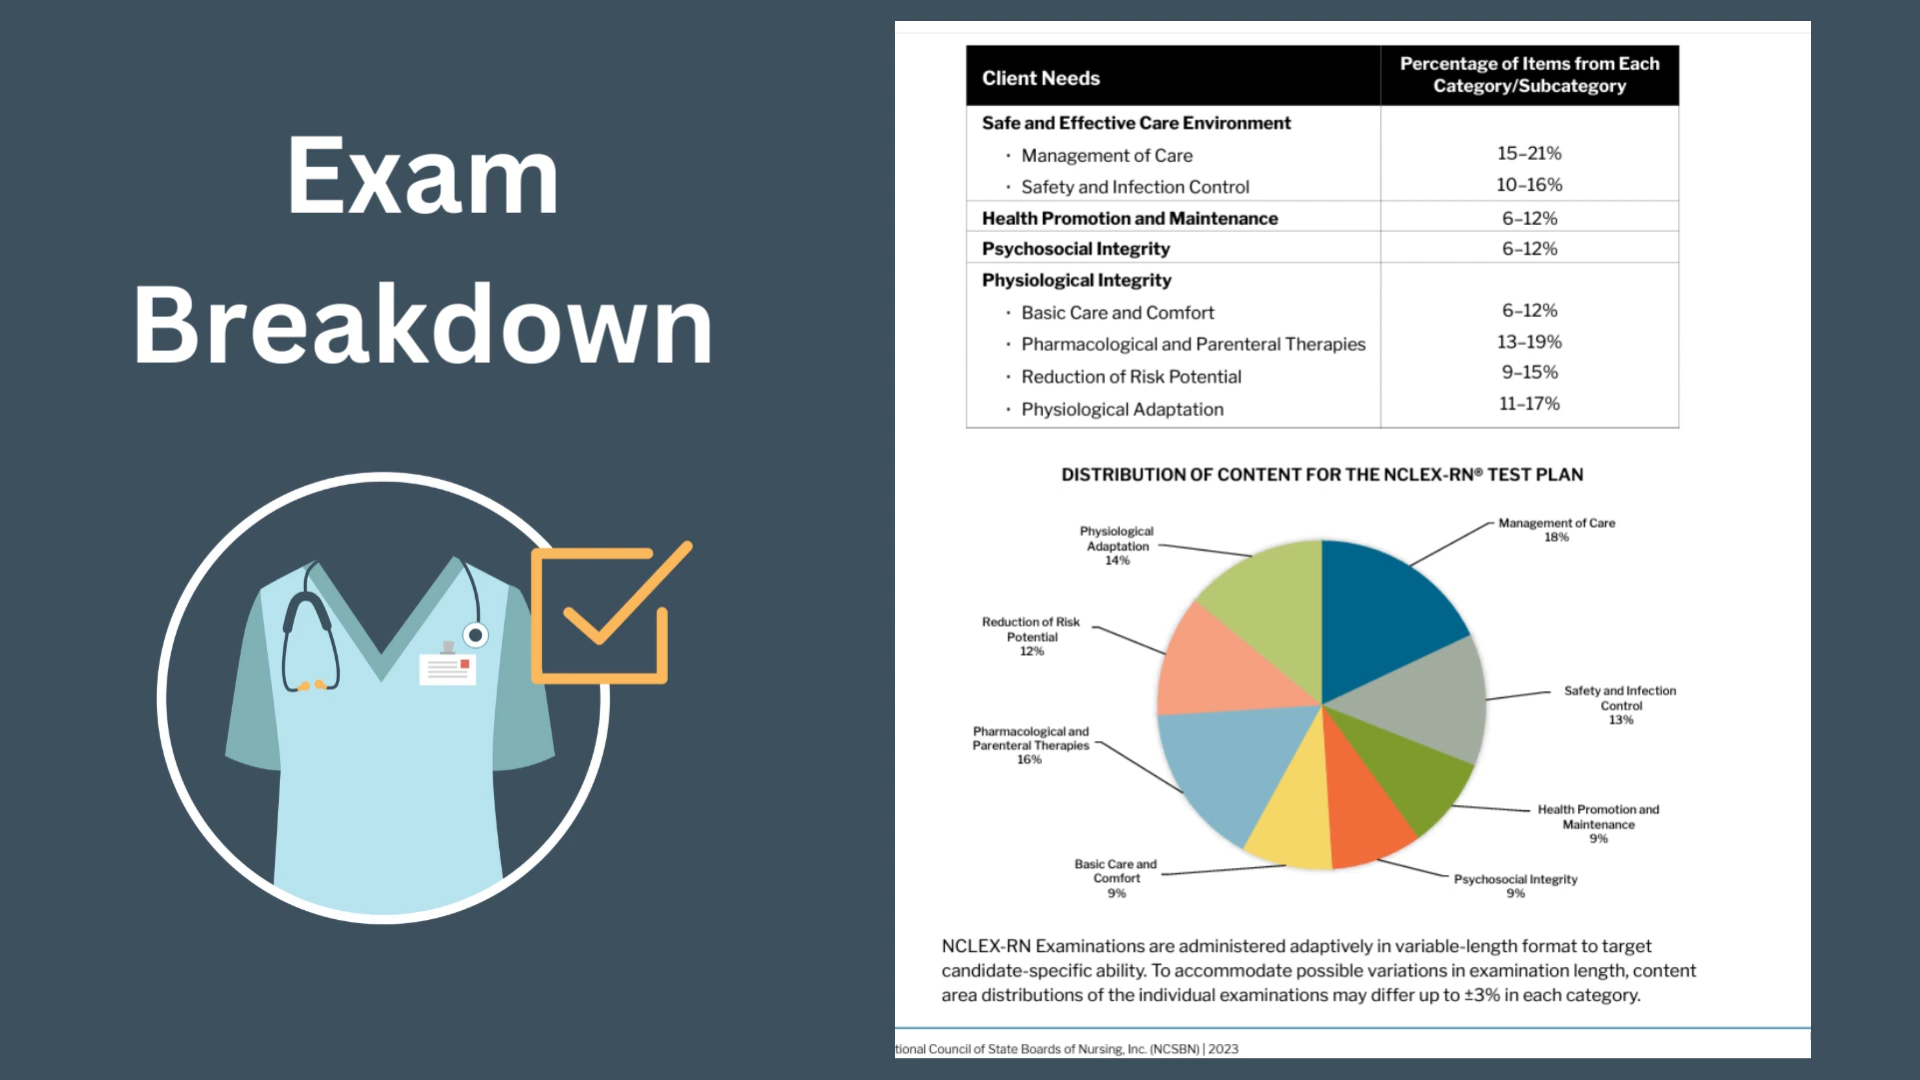 Exam
Breakdown
Client Needs
Percentage of Items from Each
Category/Subcategory
Safe and Effective Care Environment
• Management of Care 15–21%
• Safety and Infection Control 10–16%
Health Promotion and Maintenance 6–12%
Psychosocial Integrity 6–12%
Physiological Integrity
• Basic Care and Comfort 6–12%
• Pharmacological and Parenteral Therapies 13–19%
• Reduction of Risk Potential 9–15%
• Physiological Adaptation 11–17%
DISTRIBUTION OF CONTENT FOR THE NCLEX-RN® TEST PLAN
Management of Care
18%
Safety and Infection
Control
13%
Health Promotion and
Maintenance
9%
Psychosocial Integrity
9%
Basic Care and
Comfort
9%
Pharmacological and
Parenteral Therapies
16%
Reduction of Risk
Potential
12%
Physiological
Adaptation
14%
NCLEX-RN Examinations are administered adaptively in variable-length format to target
candidate-specific ability. To accommodate possible variations in examination length, content
area distributions of the individual examinations may differ up to ±3% in each category.
tional Council of State Boards of Nursing, Inc. (NCSBN) | 2023